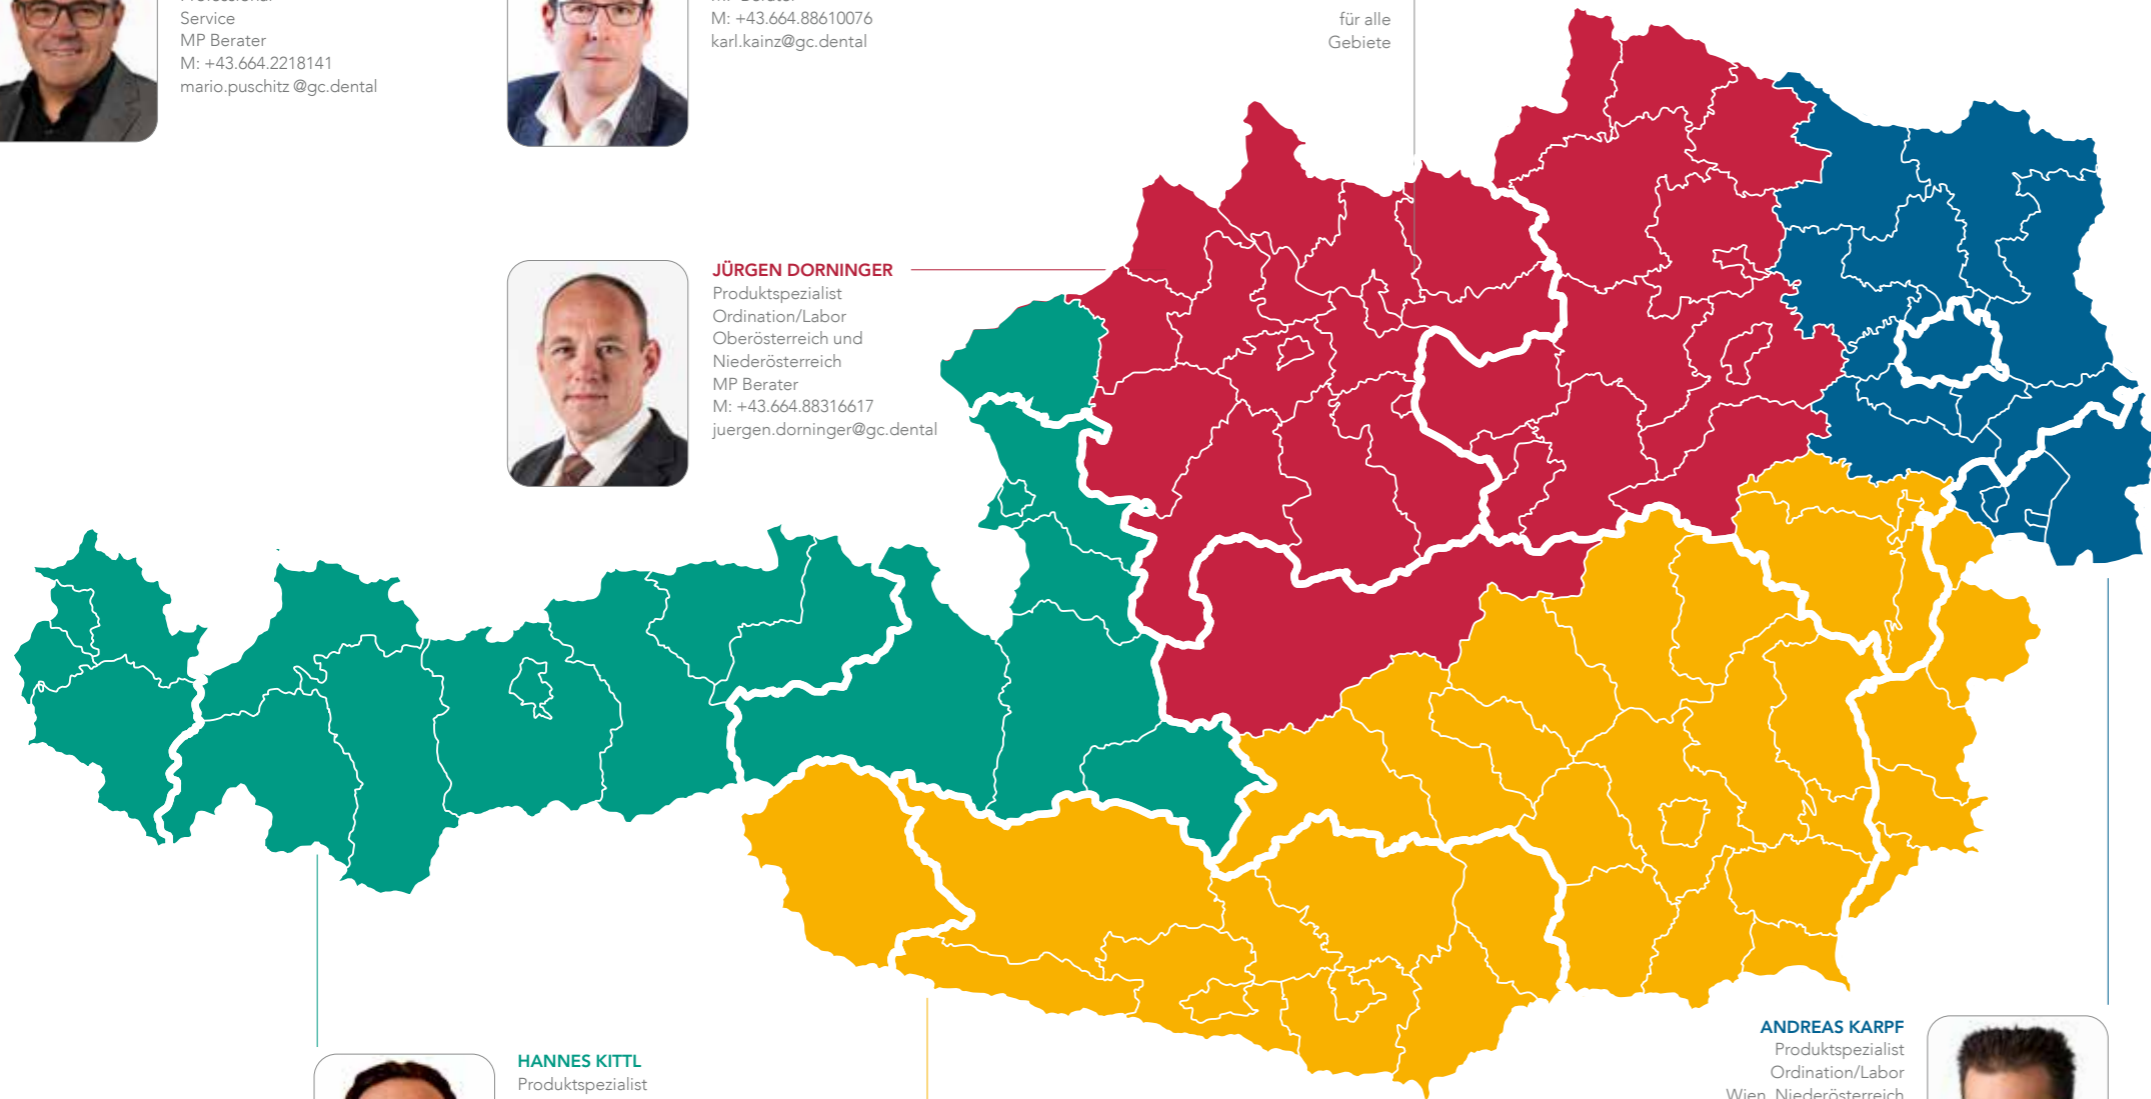 Service
MP Berater
M: +43.664.2218141
mario.puschitz @gc.dental
M: +43.664.88610076
karl.kainz@gc.dental
für alle
Gebiete
JÜRGEN DORNINGER
Produktspezialist
Ordination/Labor
Oberösterreich und
Niederösterreich
MP Berater
M: +43.664.88316617
juergen.dorninger@gc.dental
HANNES KITTL
Produktspezialist
ANDREAS KARPF
Produktspezialist
Ordination/Labor
Wien, Niederösterreich